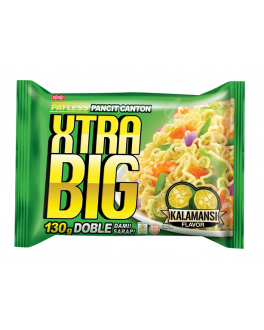 PAYLESS PANCIT CANTON
XTRA
BIG
130g DOBLE DAMI!
SARAP!
KALAMANSI
FLAVOR